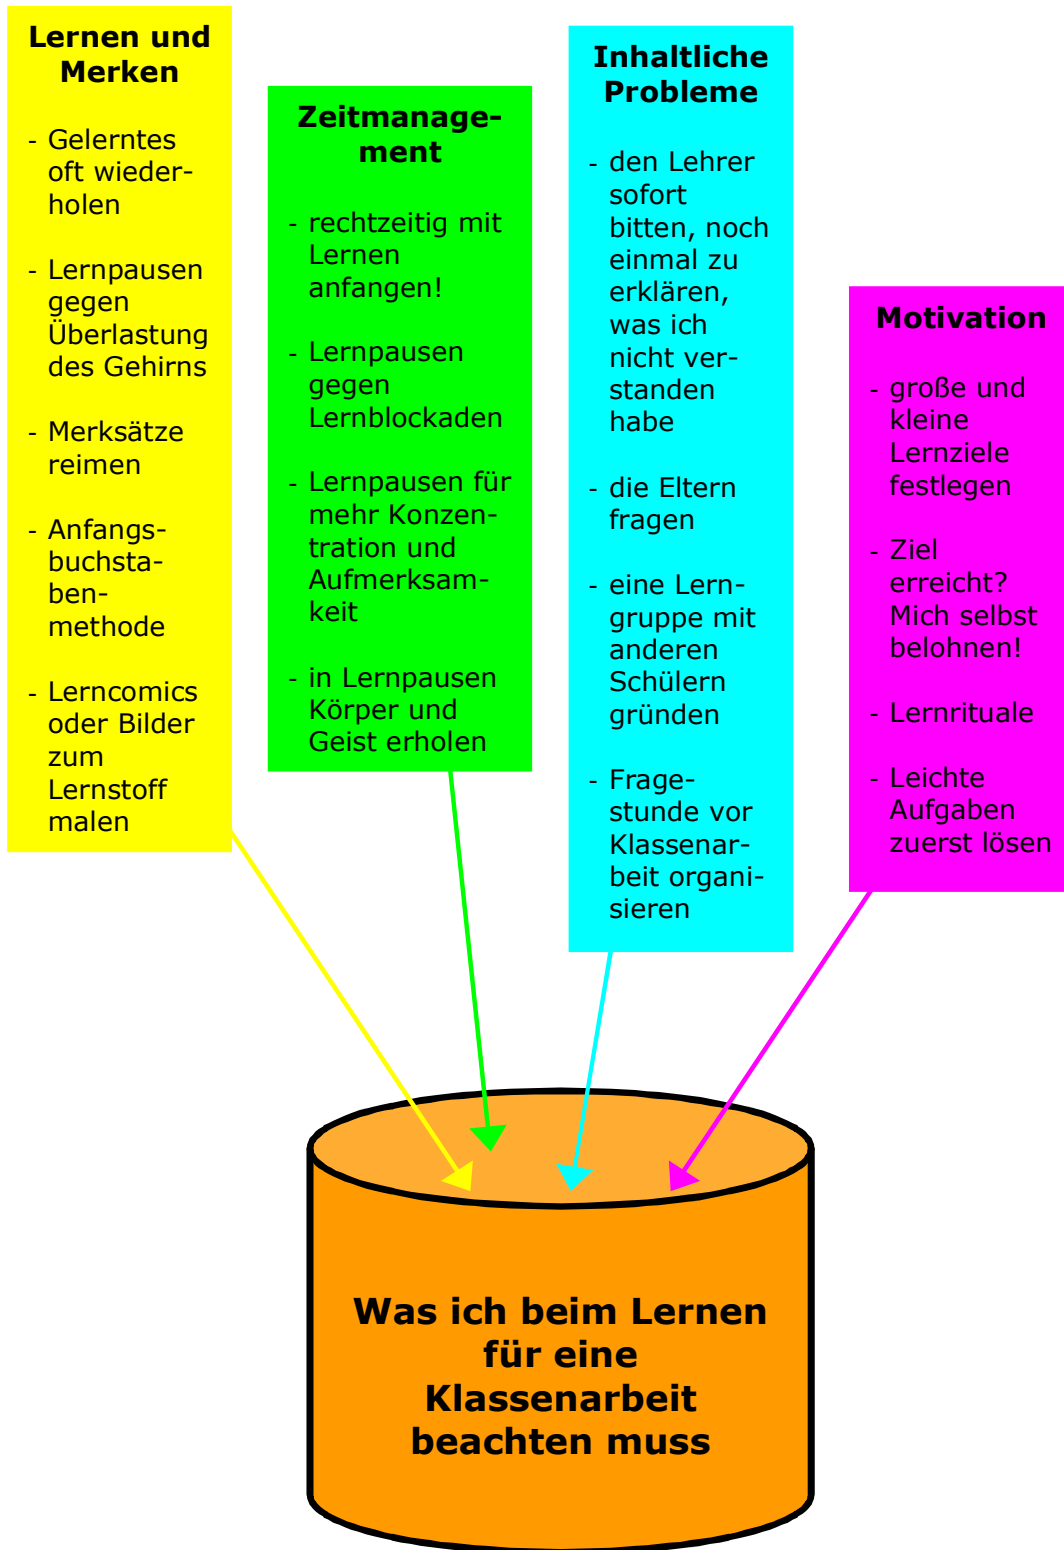 Lernen und
Merken
- Gelerntes
oft wieder-
holen
- Lernpausen
gegen
Überlastung
des Gehirns
- Merksätze
reimen
- Anfangs-
buchsta-
ben-
methode
- Lerncomics
oder Bilder
zum
Lernstoff
malen
Zeitmanage-
ment
- rechtzeitig mit
Lernen
anfangen!
- Lernpausen
gegen
Lernblockaden
- Lernpausen für
mehr Konzen-
tration und
Aufmerksam-
keit
- in Lernpausen
Körper und
Geist erholen
Inhaltliche
Probleme
- den Lehrer
sofort
bitten, noch
einmal zu
erklären,
was ich
nicht ver-
standen
habe
- die Eltern
fragen
- eine Lern-
gruppe mit
anderen
Schülern
gründen
- Frage-
stunde vor
Klassenar-
beit organi-
sieren
Motivation
- große und
kleine
Lernziele
festlegen
- Ziel
erreicht?
Mich selbst
belohnen!
- Lernrituale
- Leichte
Aufgaben
zuerst lösen
Was ich beim Lernen
für eine
Klassenarbeit
beachten muss